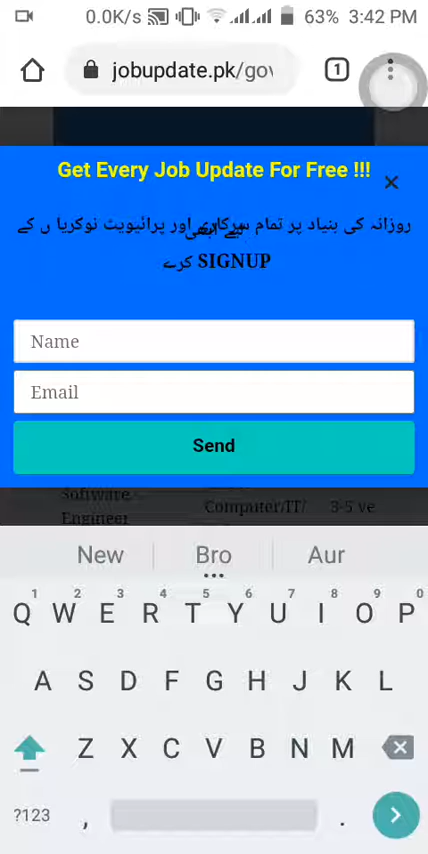 0.0K/s 63% 3:42 PM
jobupdate.pk/gov
1
Get Every Job Update For Free !!!
روزانہ کی بنیاد پر تمام سرکاری اور پرائیویٹ نوکریا ں کے
لیے ابھی
SIGNUP کرے
Name
Email
Send
Software Computer/IT/ 3-5 ye
Engineer
New Bro Aur
1 2 3 4 5 6 7 8 9 0
Q W E R T Y U I O P
A S D F G H J K L
Z X C V B N M
?123 , .